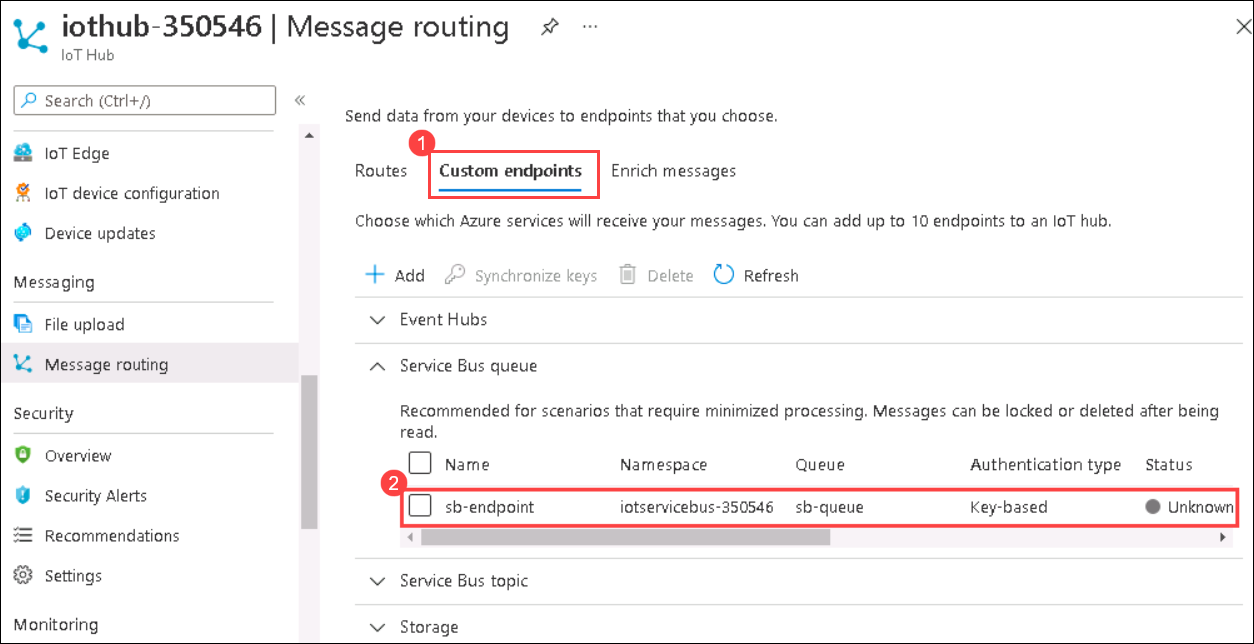 iothub-350546 | Message routing ...
IoT Hub
Search (Ctrl+/)
«
IoT Edge
IoT device configuration
Device updates
Messaging
File upload
Message routing
Security
Overview
Security Alerts
Recommendations
Settings
Monitoring
Send data from your devices to endpoints that you choose.
1
Routes Custom endpoints Enrich messages
Choose which Azure services will receive your messages. You can add up to 10 endpoints to an IoT hub.
Add Synchronize keys Delete Refresh
Event Hubs
Service Bus queue
Recommended for scenarios that require minimized processing. Messages can be locked or deleted after being
read.
Name Namespace Queue Authentication type Status
2
sb-endpoint iotservicebus-350546 sb-queue Key-based Unknown
Service Bus topic
Storage